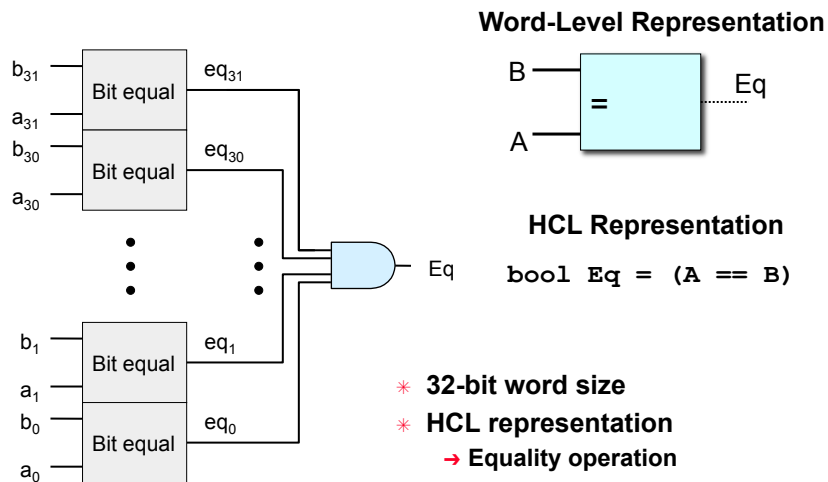 Word-Level Representation
b31
Bit equal
eq31
a31
b30
Bit equal
eq30
a30
b1
Bit equal
eq1
a1
b0
Bit equal
eq0
a0
Eq
B
=
A
Eq
HCL Representation
bool Eq = (A == B)
✳ 32-bit word size
✳ HCL representation
➔ Equality operation